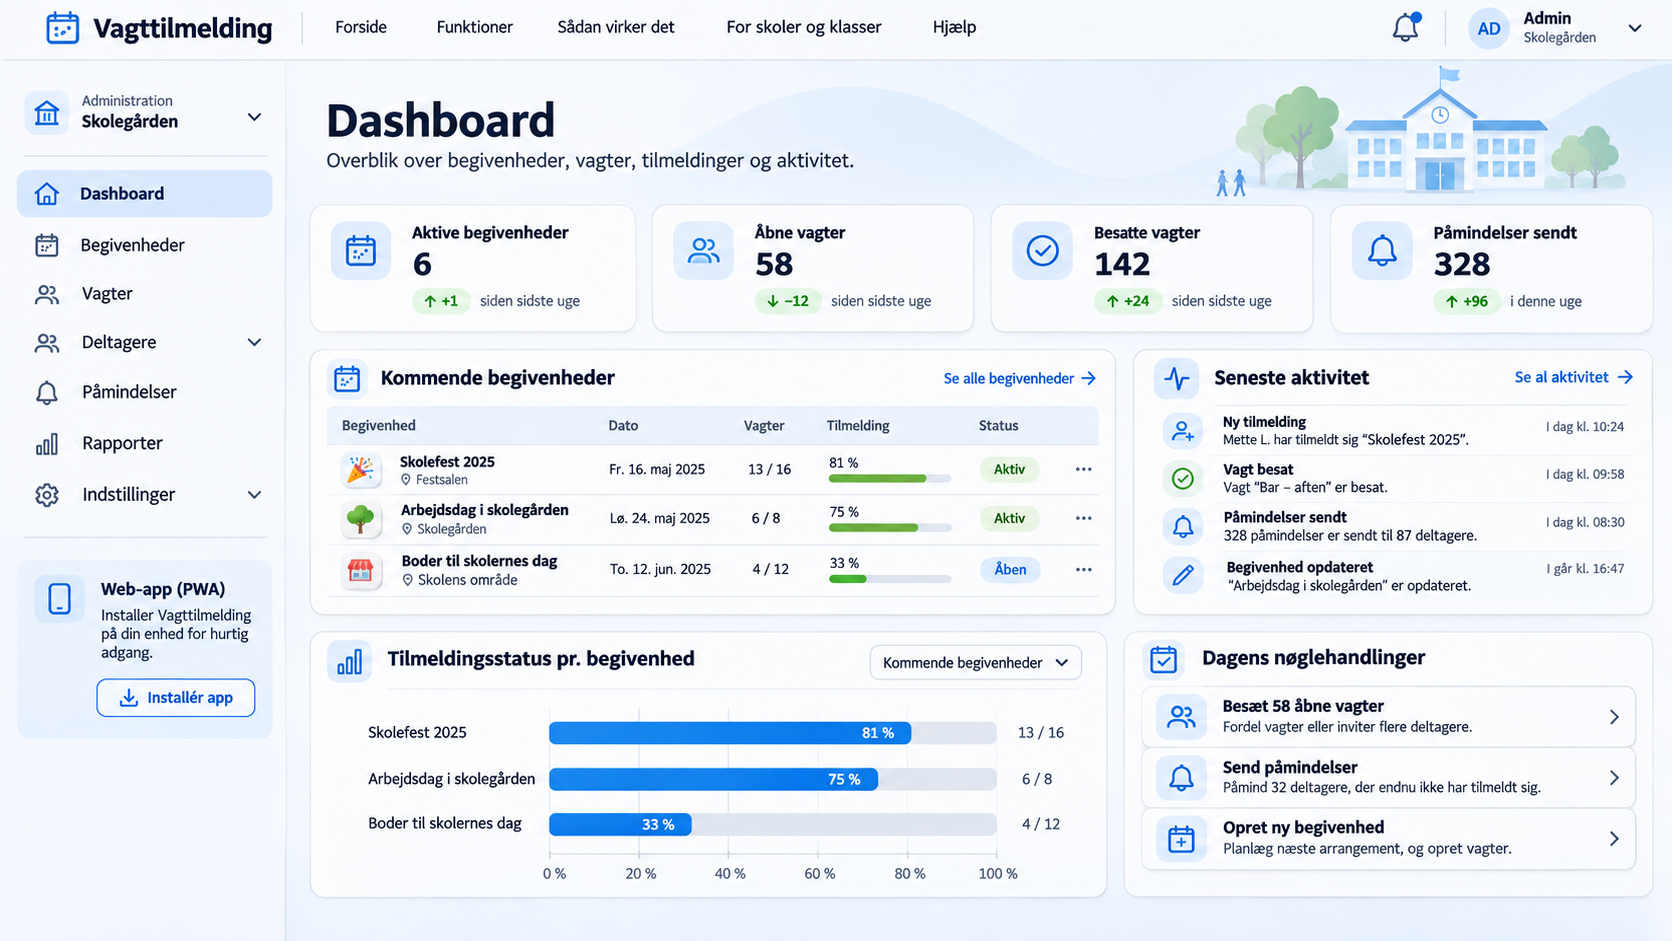 Vagttilmelding
Forside
Funktioner
Sådan virker det
For skoler og klasser
Hjælp
AD
Admin
Skolegården
Administration
Skolegården
Dashboard
Begivenheder
Vagter
Deltagere
Påmindelser
Rapporter
Indstillinger
Web-app (PWA)
Installer Vagttilmelding
på din enhed for hurtig
adgang.
Installér app
Dashboard
Overblik over begivenheder, vagter, tilmeldinger og aktivitet.
Aktive begivenheder
6
↑ +1 siden sidste uge
Åbne vagter
58
↓ −12 siden sidste uge
Besatte vagter
142
↑ +24 siden sidste uge
Påmindelser sendt
328
↑ +96 i denne uge
Kommende begivenheder
Se alle begivenheder →
Begivenhed Dato Vagter Tilmelding Status
Skolefest 2025
Festsalen
Fr. 16. maj 2025
13 / 16
81 %
Aktiv
Arbejdsdag i skolegården
Skolegården
Lø. 24. maj 2025
6 / 8
75 %
Aktiv
Boder til skolernes dag
Skolens område
To. 12. jun. 2025
4 / 12
33 %
Åben
Seneste aktivitet
Se al aktivitet →
Ny tilmelding
Mette L. har tilmeldt sig “Skolefest 2025”.
I dag kl. 10:24
Vagt besat
Vagt “Bar – aften” er besat.
I dag kl. 09:58
Påmindelser sendt
328 påmindelser er sendt til 87 deltagere.
I dag kl. 08:30
Begivenhed opdateret
“Arbejdsdag i skolegården” er opdateret.
I går kl. 16:47
Tilmeldingsstatus pr. begivenhed
Kommende begivenheder
Skolefest 2025 81 % 13 / 16
Arbejdsdag i skolegården 75 % 6 / 8
Boder til skolernes dag 33 % 4 / 12
0 % 20 % 40 % 60 % 80 % 100 %
Dagens nøglehandlinger
Besæt 58 åbne vagter
Fordel vagter eller inviter flere deltagere.
Send påmindelser
Påmind 32 deltagere, der endnu ikke har tilmeldt sig.
Opret ny begivenhed
Planlæg næste arrangement, og opret vagter.